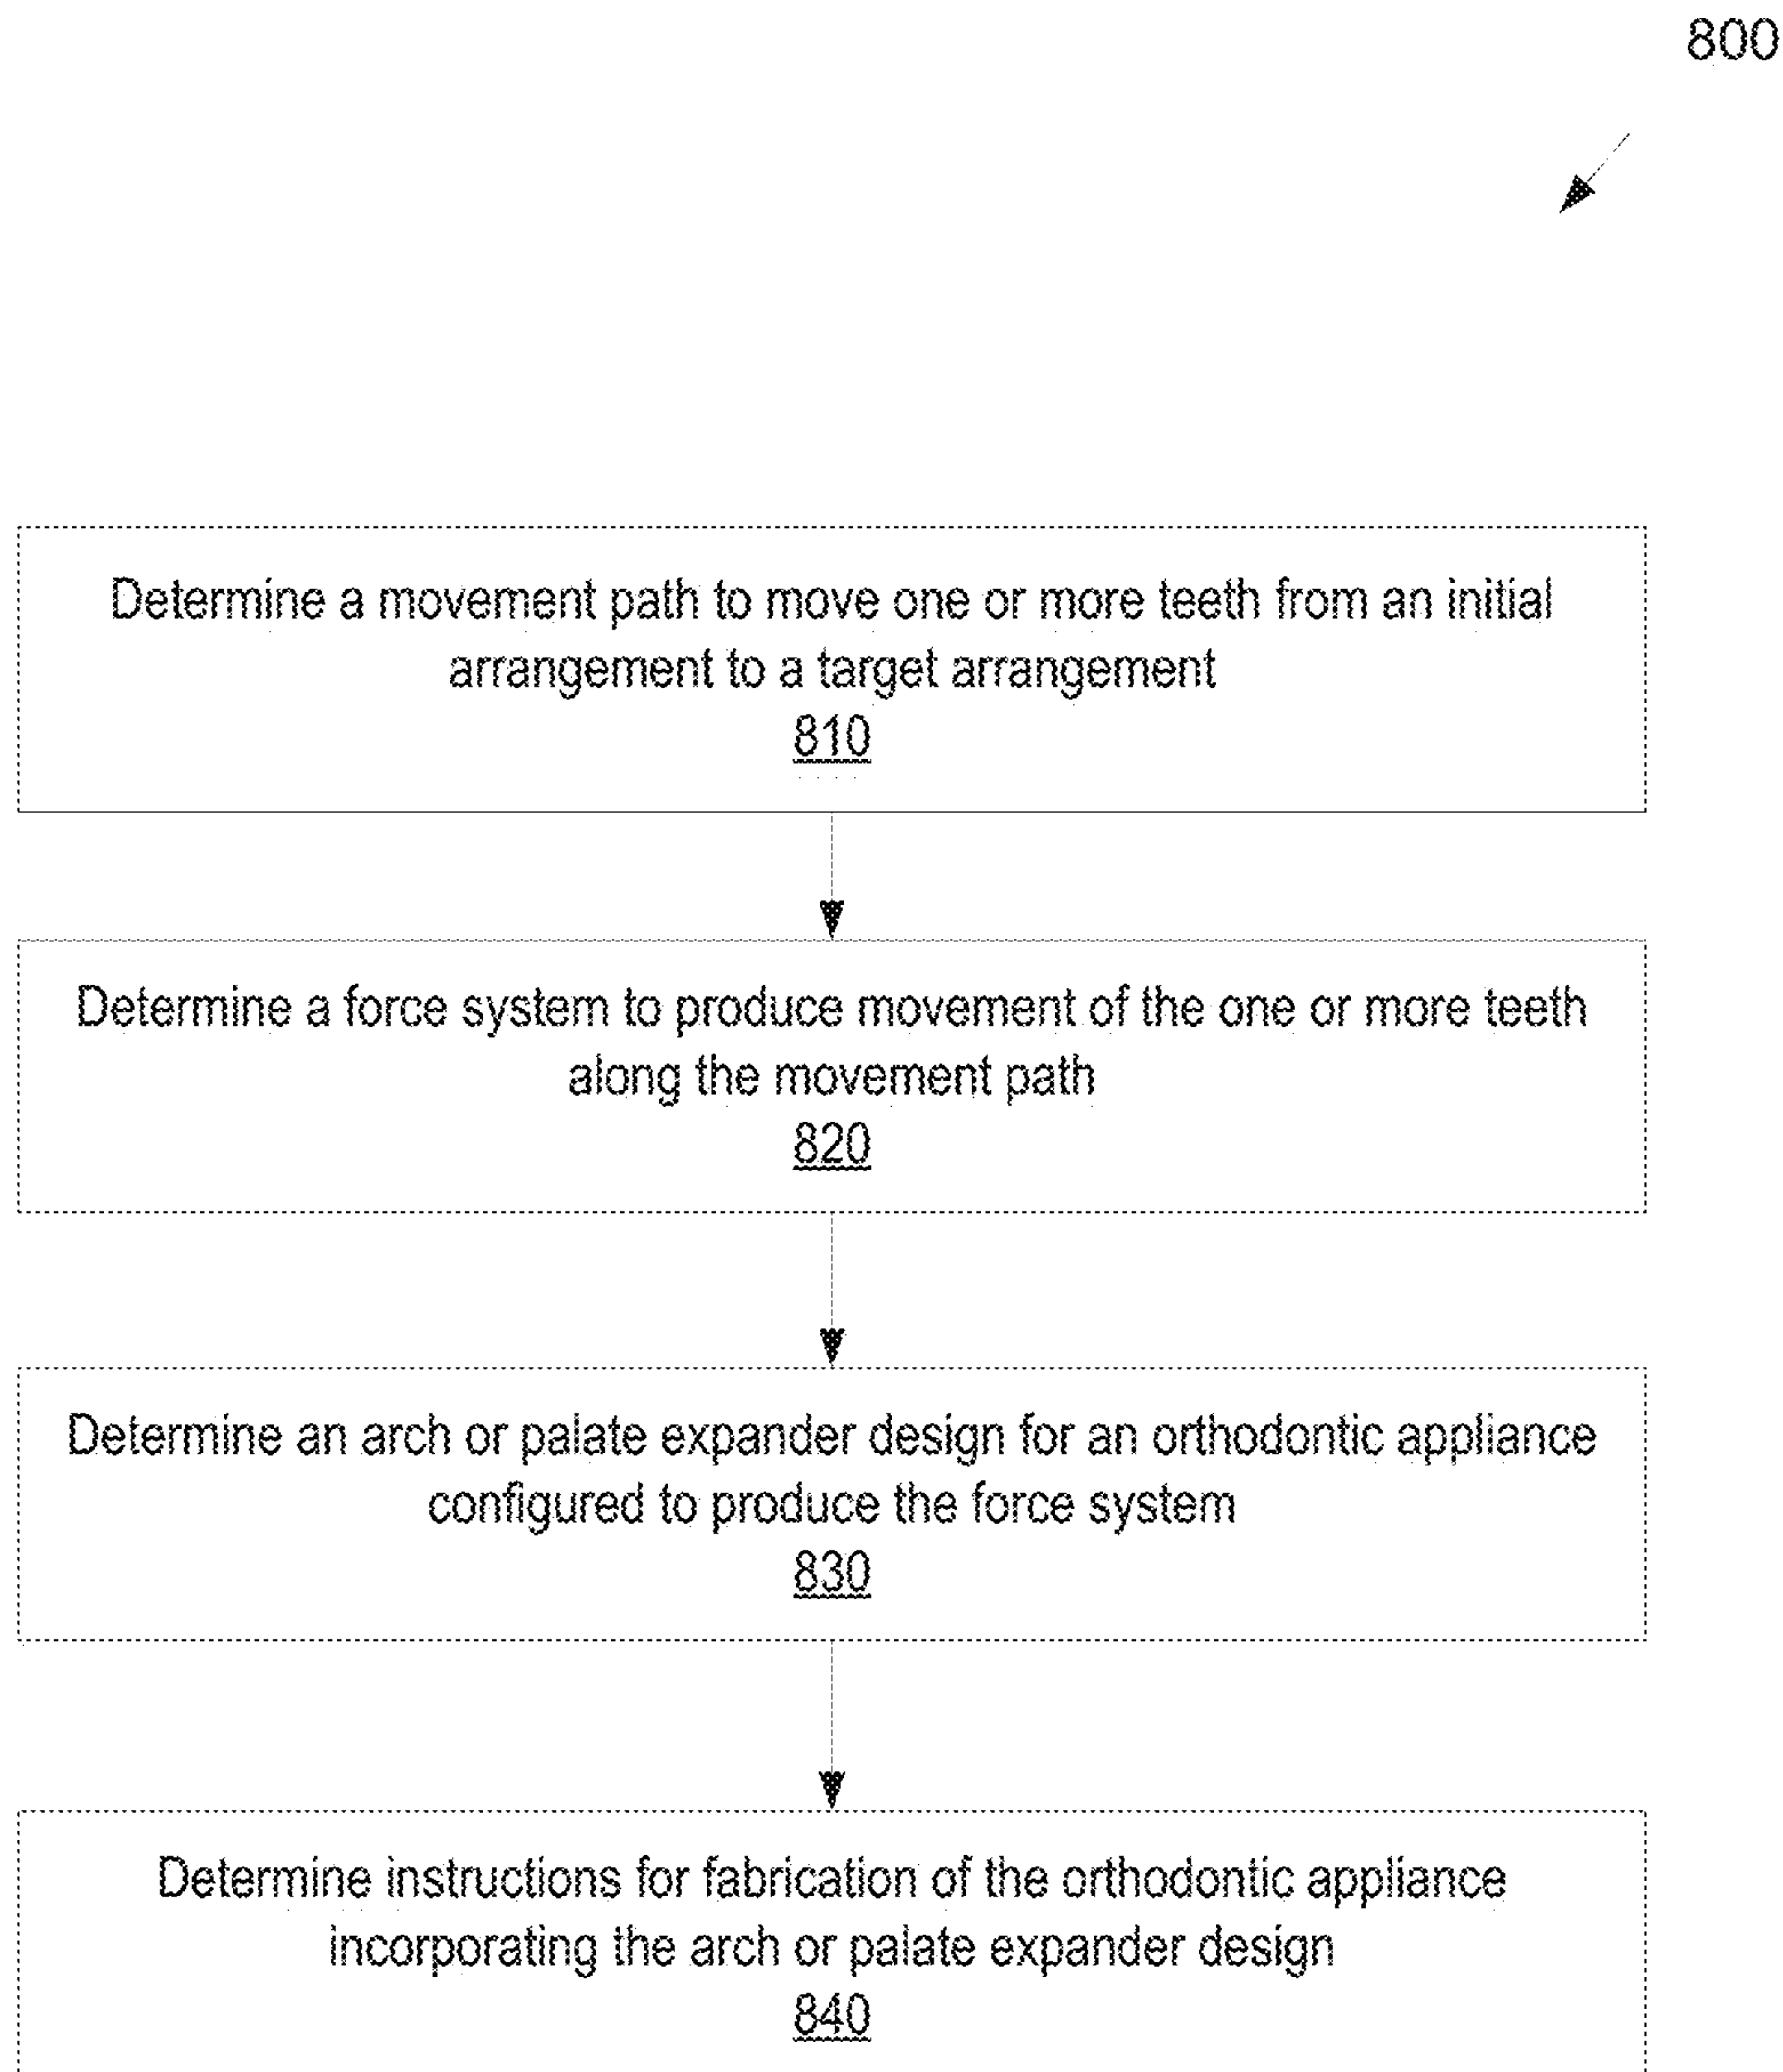 800
Determine a movement path to move one or more teeth from an initial
arrangement to a target arrangement
810
Determine a force system to produce movement of the one or more teeth
along the movement path
820
Determine an arch or palate expander design for an orthodontic appliance
configured to produce the force system
830
Determine instructions for fabrication of the orthodontic appliance
incorporating the arch or palate expander design
840